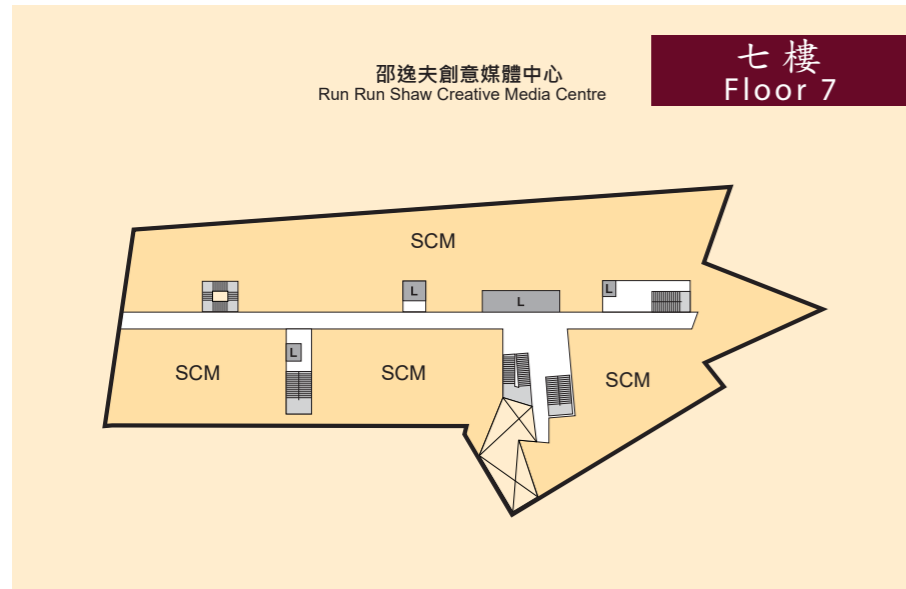 七樓
Floor 7
邵逸夫創意媒體中心
Run Run Shaw Creative Media Centre
SCM
L
L
L
L
SCM
SCM
SCM